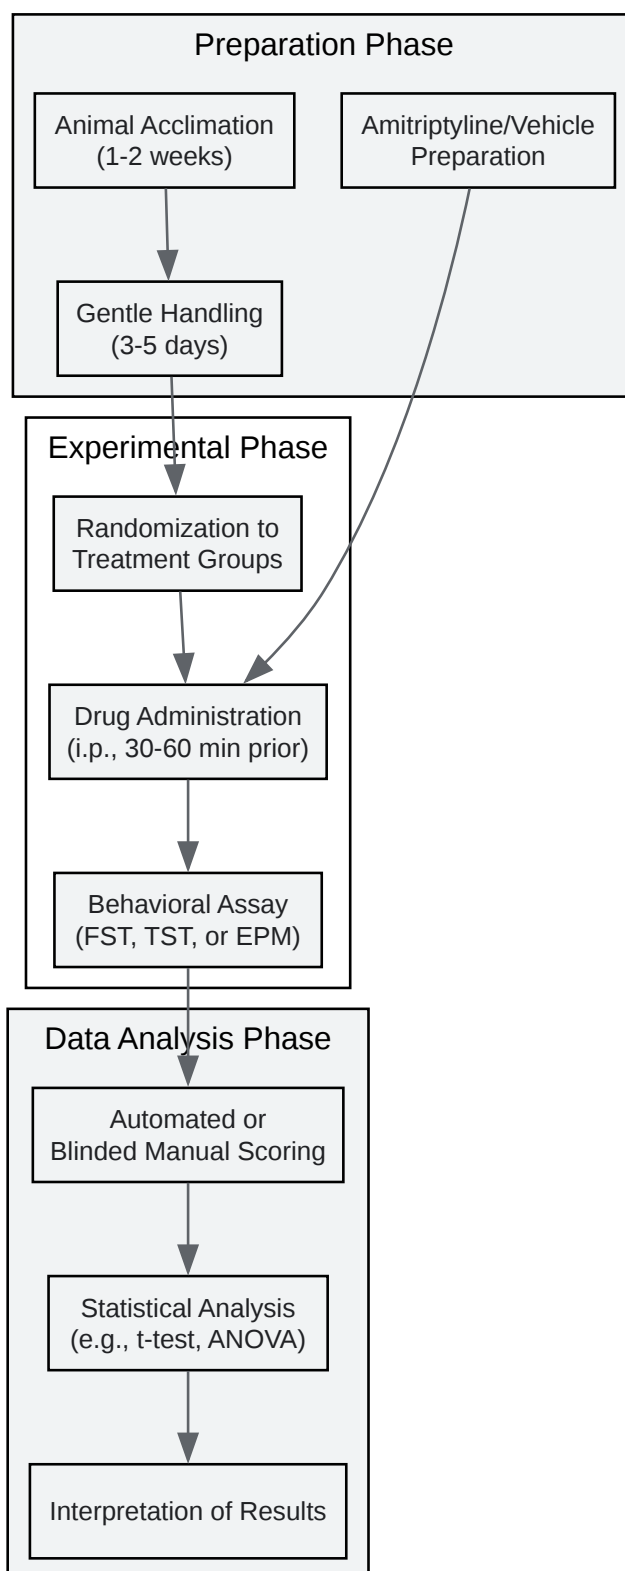 Preparation Phase
Animal Acclimation
(1-2 weeks)
Amitriptyline/Vehicle
Preparation
Gentle Handling
(3-5 days)
Experimental Phase
Randomization to
Treatment Groups
Drug Administration
(i.p., 30-60 min prior)
Behavioral Assay
(FST, TST, or EPM)
Data Analysis Phase
Automated or
Blinded Manual Scoring
Statistical Analysis
(e.g., t-test, ANOVA)
Interpretation of Results